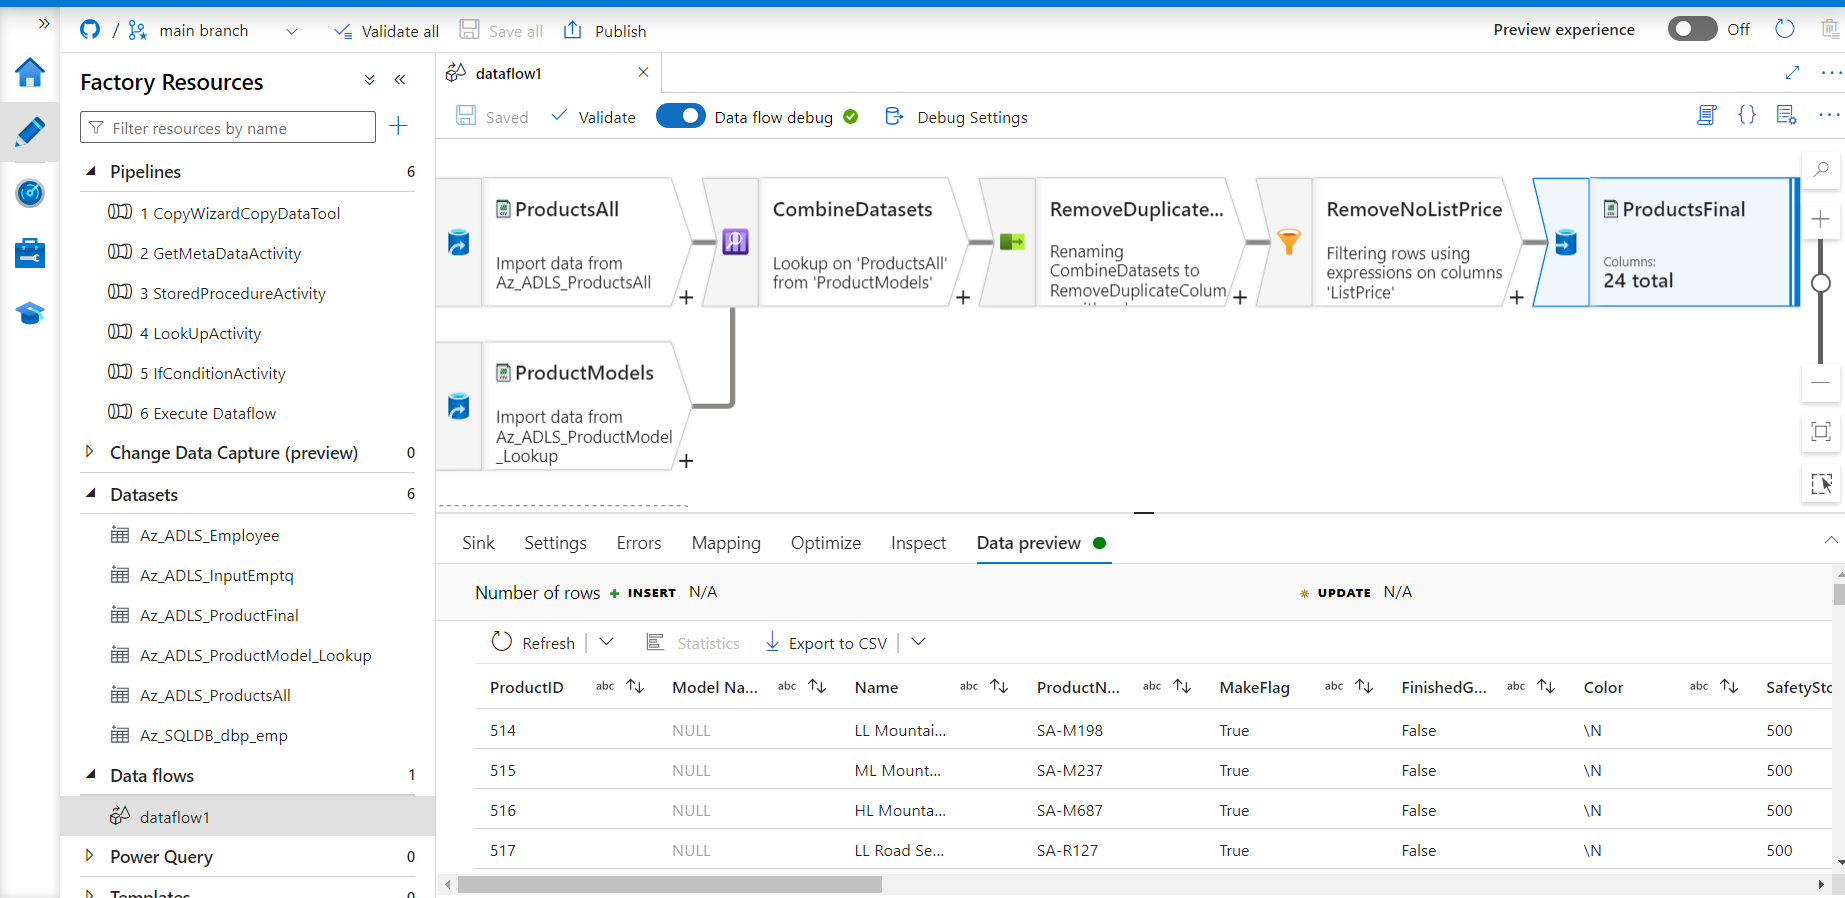 / main branch Validate all Save all Publish Preview experience Off
Factory Resources
Filter resources by name
Pipelines 6
1 CopyWizardCopyDataTool
2 GetMetaDataActivity
3 StoredProcedureActivity
4 LookUpActivity
5 IfConditionActivity
6 Execute Dataflow
Change Data Capture (preview) 0
Datasets 6
Az_ADLS_Employee
Az_ADLS_InputEmptq
Az_ADLS_ProductFinal
Az_ADLS_ProductModel_Lookup
Az_ADLS_ProductsAll
Az_SQLDB_dbp_emp
Data flows 1
dataflow1
Power Query 0
Templates 0
dataflow1
Saved Validate Data flow debug Debug Settings
ProductsAll
Import data from
Az_ADLS_ProductsAll
CombineDatasets
Lookup on 'ProductsAll'
from 'ProductModels'
RemoveDuplicate...
Renaming
CombineDatasets to
RemoveDuplicateColum
RemoveNoListPrice
Filtering rows using
expressions on columns
'ListPrice'
ProductsFinal
Columns:
24 total
ProductModels
Import data from
Az_ADLS_ProductModel
_Lookup
Sink Settings Errors Mapping Optimize Inspect Data preview
Number of rows + INSERT N/A UPDATE N/A
Refresh Statistics Export to CSV
ProductID abc Model Na... abc Name abc ProductN... abc MakeFlag abc FinishedG... abc Color abc SafetySto
514 NULL LL Mountai... SA-M198 True False \N 500
515 NULL ML Mount... SA-M237 True False \N 500
516 NULL HL Mounta... SA-M687 True False \N 500
517 NULL LL Road Se... SA-R127 True False \N 500